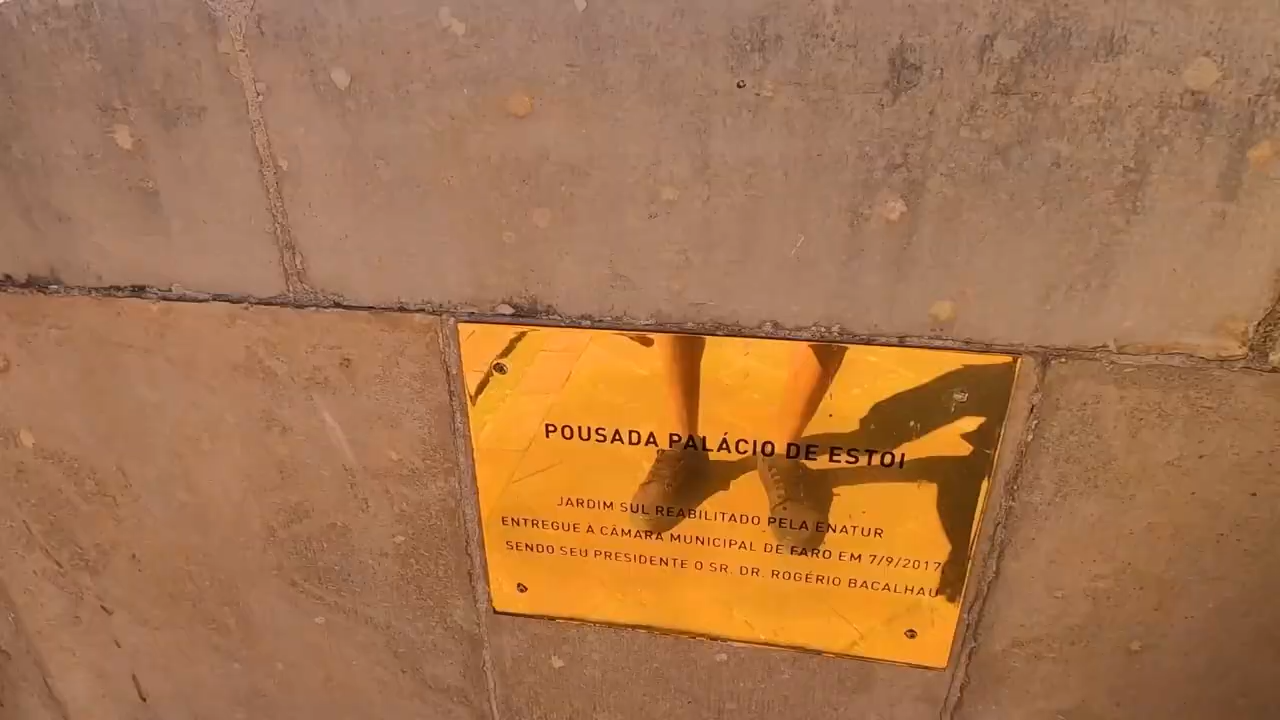 POUSADA PALÁCIO DE ESTOI
JARDIM SUL REABILITADO PELA ENATUR
ENTREGUE À CÂMARA MUNICIPAL DE FARO EM 7/9/2017
SENDO SEU PRESIDENTE O SR. DR. ROGÉRIO BACALHAU